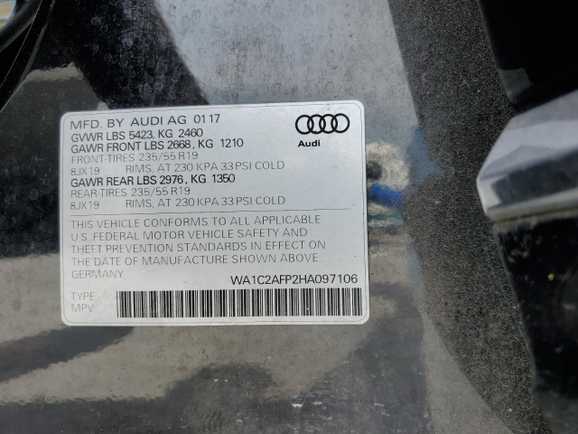 MFD. BY AUDI AG 01 17
GVWR LBS 5423, KG 2460
GAWR FRONT LBS 2668, KG 1210
FRONT-TIRES 235/55 R19
8JX19 RIMS, AT 230 KPA 33 PSI COLD
GAWR REAR LBS 2976, KG 1350
REAR TIRES 235/55 R19
8JX19 RIMS, AT 230 KPA 33 PSI COLD
Audi
THIS VEHICLE CONFORMS TO ALL APPLICABLE
U.S. FEDERAL MOTOR VEHICLE SAFETY AND
THEFT PREVENTION STANDARDS IN EFFECT ON
THE DATE OF MANUFACTURE SHOWN ABOVE
GERMANY
WA1C2AFP2HA097106
TYPE
MPV